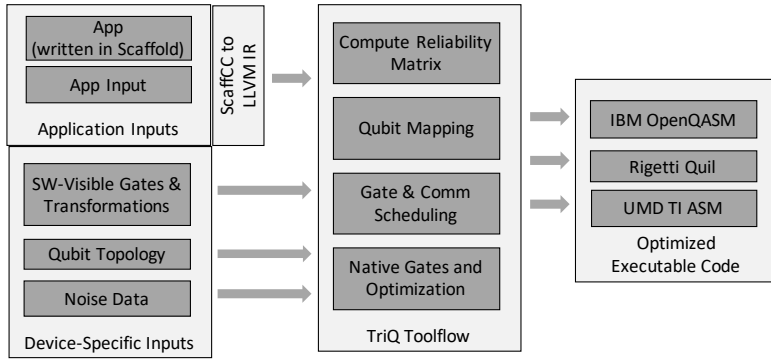 App
(written in Scaffold)
App Input
Application Inputs
ScaffCC to
LLVM IR
SW-Visible Gates &
Transformations
Qubit Topology
Noise Data
Device-Specific Inputs
Compute Reliability
Matrix
Qubit Mapping
Gate & Comm
Scheduling
Native Gates and
Optimization
TriQ Toolflow
IBM OpenQASM
Rigetti Quil
UMD TI ASM
Optimized
Executable Code